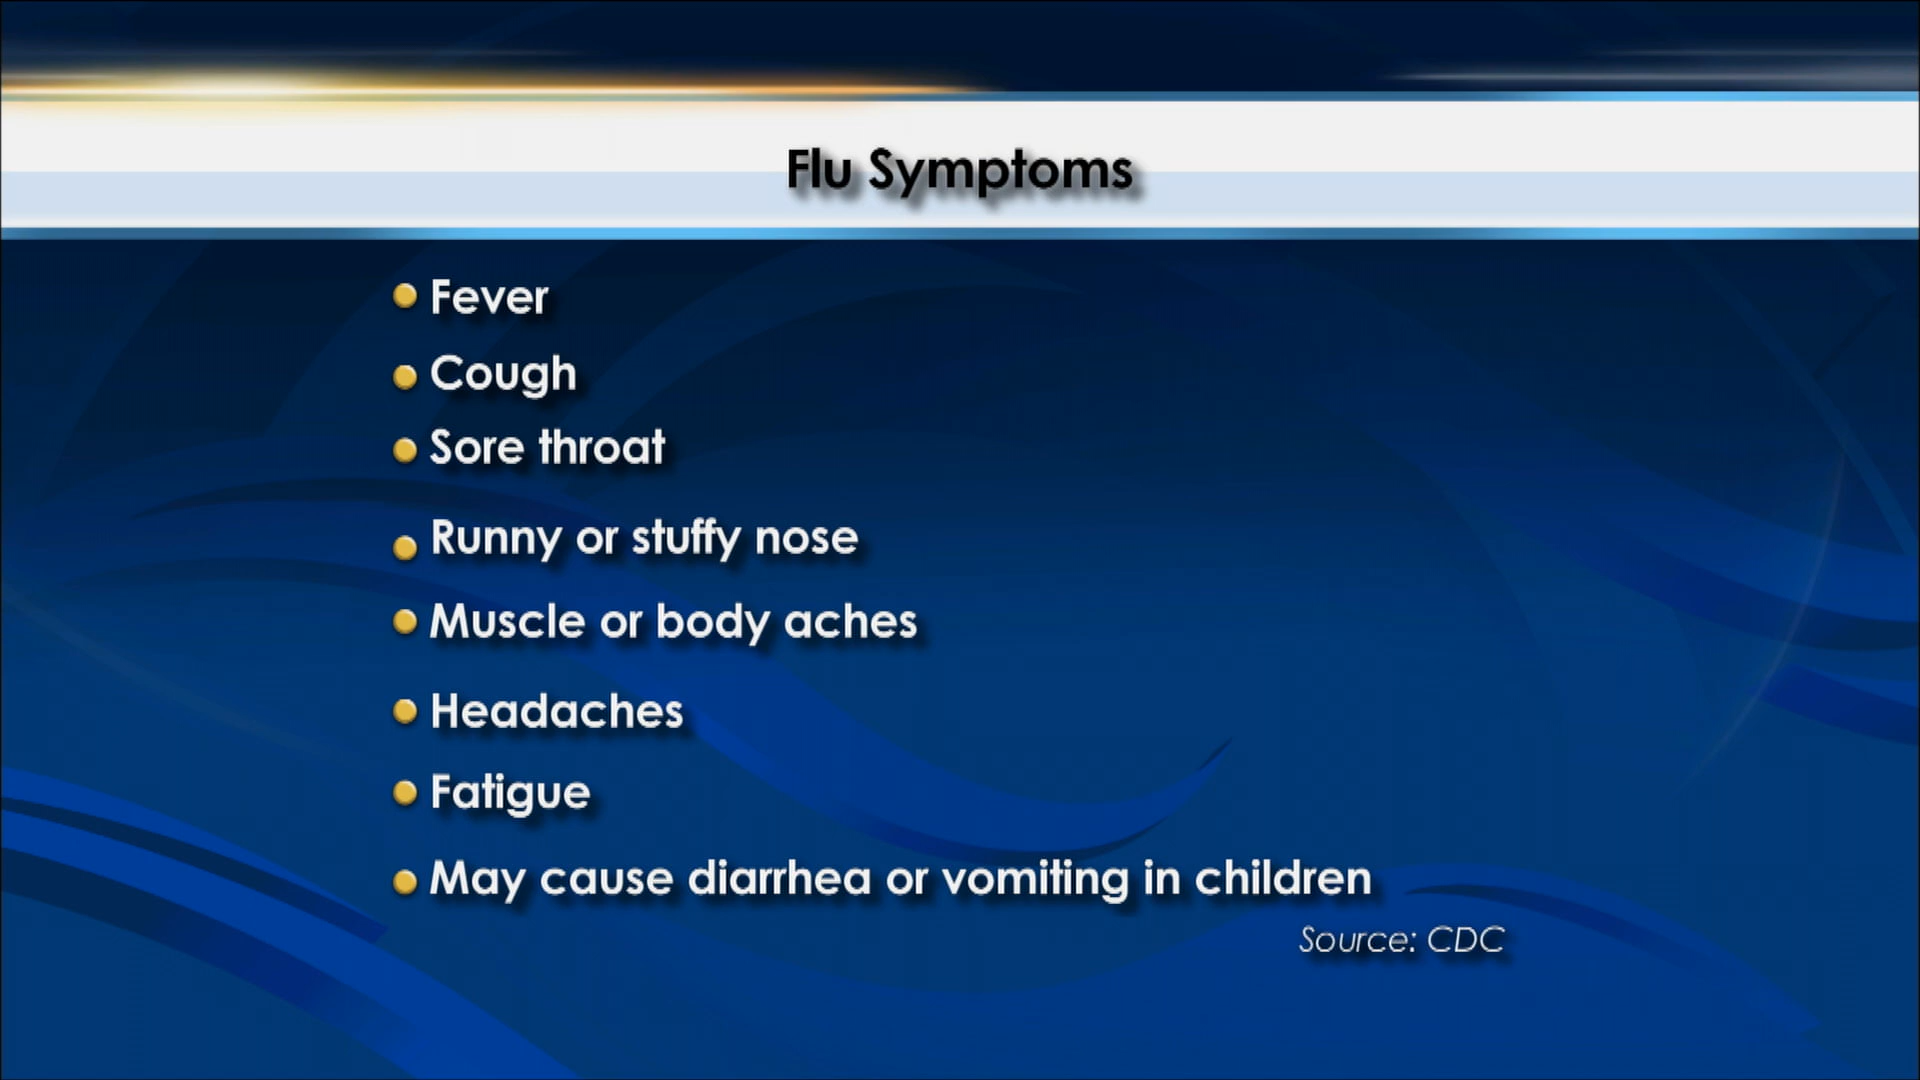 Flu Symptoms
Fever
Cough
Sore throat
Runny or stuffy nose
Muscle or body aches
Headaches
Fatigue
May cause diarrhea or vomiting in children
Source: CDC